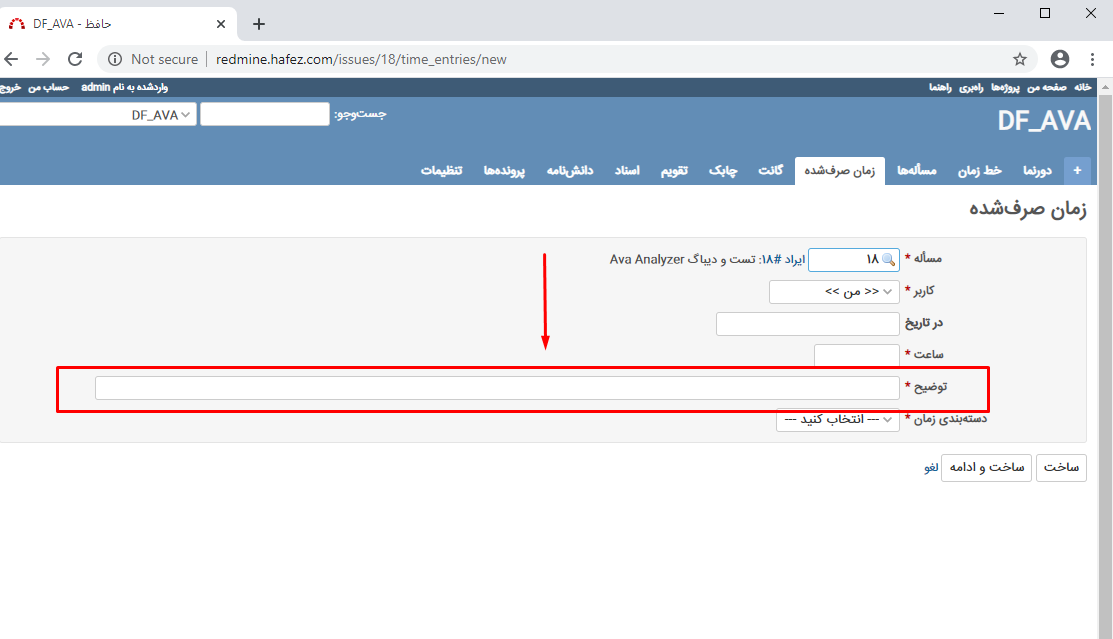 حافظ - DF_AVA
Not secure redmine.hafez.com/issues/18/time_entries/new
خانه صفحه من پروژه‌ها راه‌بری راهنما
واردشده به نام admin حساب من خروج
DF_AVA
جست‌وجو:
DF_AVA
+ دورنما خط زمان مسأله‌ها زمان صرف‌شده گانت چابک تقویم اسناد دانش‌نامه پرونده‌ها تنظیمات
زمان صرف‌شده
مسأله * ۱۸ ایراد #۱۸: تست و دیباگ Ava Analyzer
کاربر * << من >>
در تاریخ
ساعت *
توضیح *
دسته‌بندی زمان * --- انتخاب کنید ---
ساخت ساخت و ادامه لغو